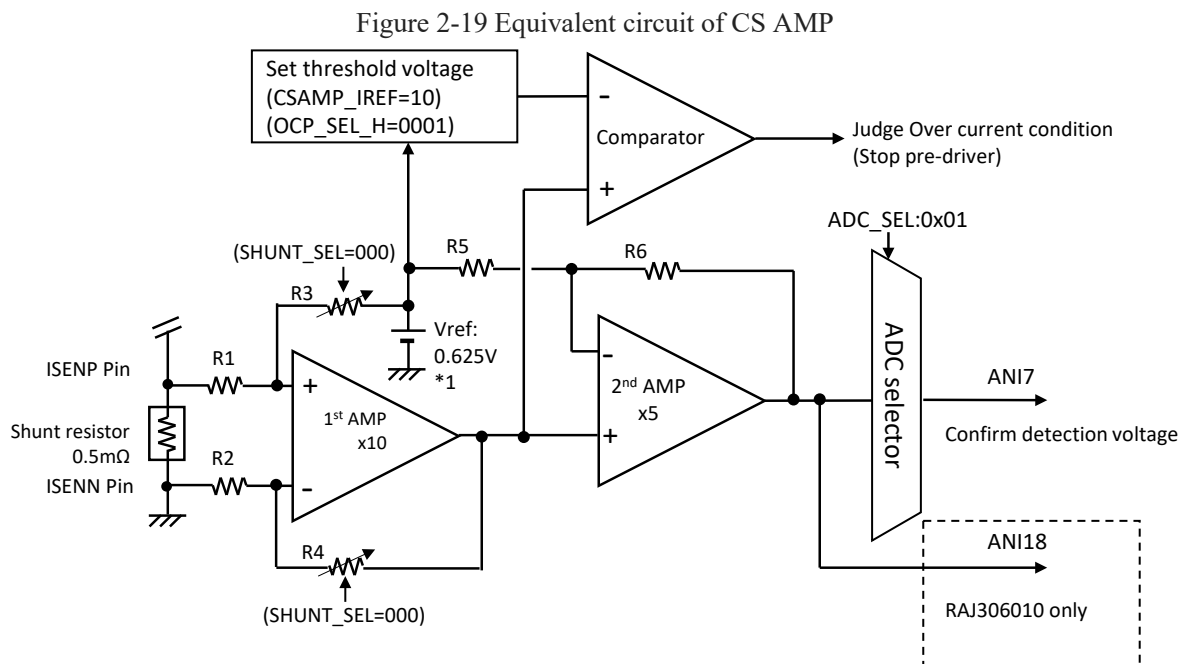 Figure 2-19 Equivalent circuit of CS AMP
Set threshold voltage
(CSAMP_IREF=10)
(OCP_SEL_H=0001)
-
Comparator
+
Judge Over current condition
(Stop pre-driver)
ADC_SEL:0x01
(SHUNT_SEL=000)
R5
R6
R3
Vref:
0.625V
*1
ISENP Pin
R1
+
1st AMP
x10
-
Shunt resistor
0.5mΩ
ISENN Pin
R2
R4
(SHUNT_SEL=000)
-
2nd AMP
x5
+
ADC selector
ANI7
Confirm detection voltage
ANI18
RAJ306010 only